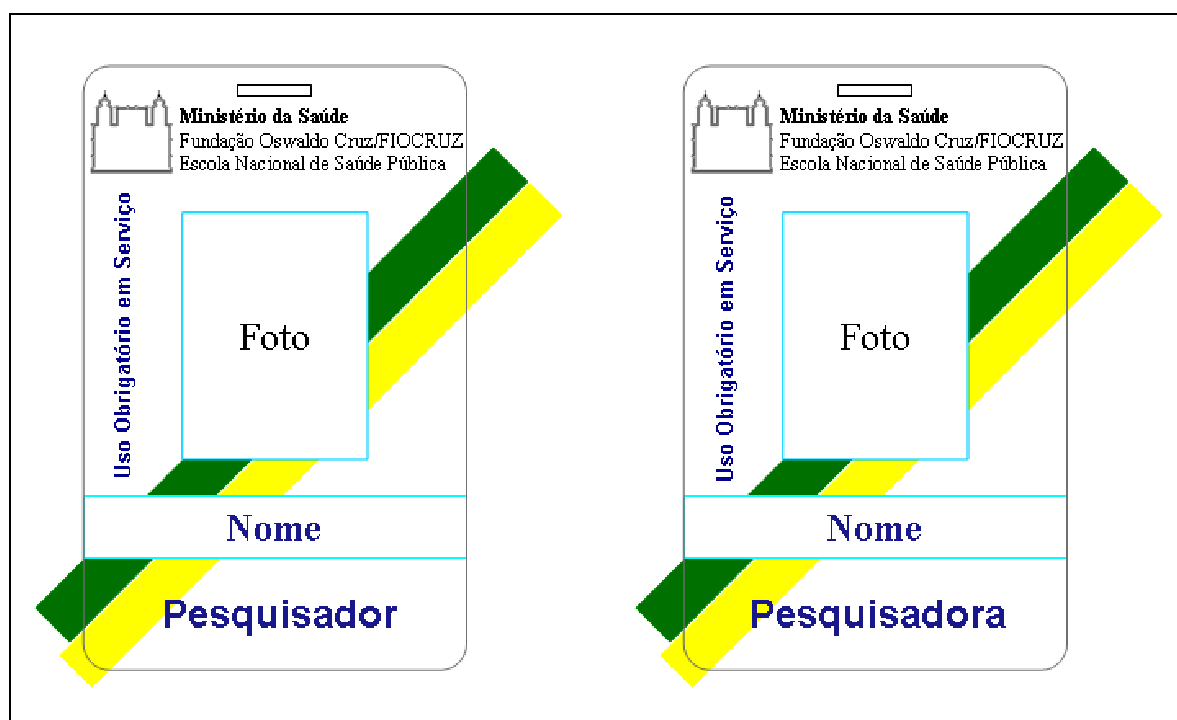 Ministério da Saúde
Fundação Oswaldo Cruz/FIOCRUZ
Escola Nacional de Saúde Pública
Uso Obrigatório em Serviço
Foto
Nome
Pesquisador
Ministério da Saúde
Fundação Oswaldo Cruz/FIOCRUZ
Escola Nacional de Saúde Pública
Uso Obrigatório em Serviço
Foto
Nome
Pesquisadora